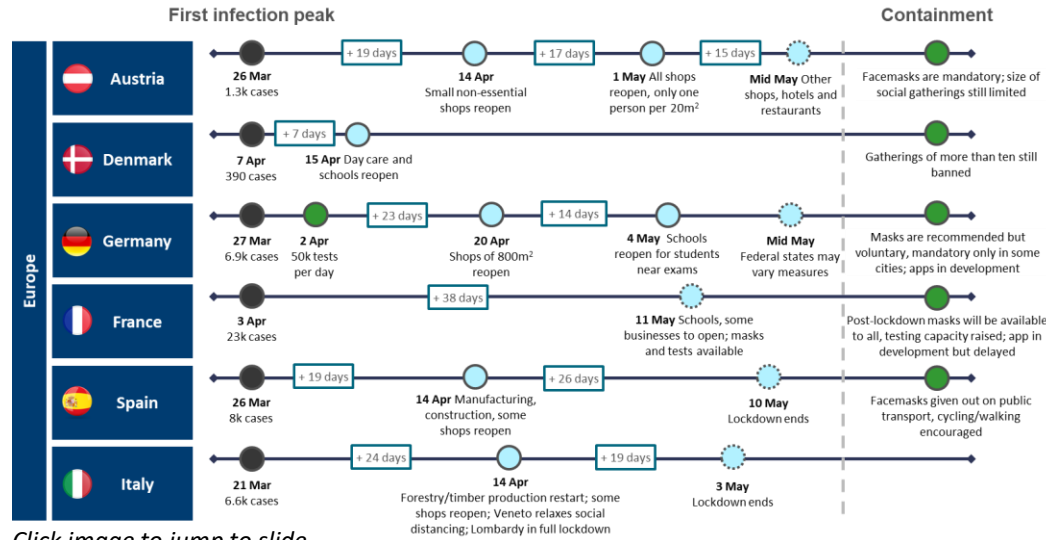 First infection peak
Containment
Europe
Austria
+ 19 days
+ 17 days
+ 15 days
26 Mar
1.3k cases
14 Apr
Small non-essential
shops reopen
1 May All shops
reopen, only one
person per 20m²
Mid May Other
shops, hotels and
restaurants
Facemasks are mandatory; size of
social gatherings still limited
Denmark
+ 7 days
7 Apr
390 cases
15 Apr Day care and
schools reopen
Gatherings of more than ten still
banned
Germany
+ 23 days
+ 14 days
27 Mar
6.9k cases
2 Apr
50k tests
per day
20 Apr
Shops of 800m²
reopen
4 May Schools
reopen for students
near exams
Mid May
Federal states may
vary measures
Masks are recommended but
voluntary, mandatory only in some
cities; apps in development
France
+ 38 days
3 Apr
23k cases
11 May Schools, some
businesses to open; masks
and tests available
Post-lockdown masks will be available
to all, testing capacity raised; app in
development but delayed
Spain
+ 19 days
+ 26 days
26 Mar
8k cases
14 Apr Manufacturing,
construction, some
shops reopen
10 May
Lockdown ends
Facemasks given out on public
transport, cycling/walking
encouraged
Italy
+ 24 days
+ 19 days
21 Mar
6.6k cases
14 Apr
Forestry/timber production restart; some
shops reopen; Veneto relaxes social
distancing; Lombardy in full lockdown
3 May
Lockdown ends
Click image to jump to slide